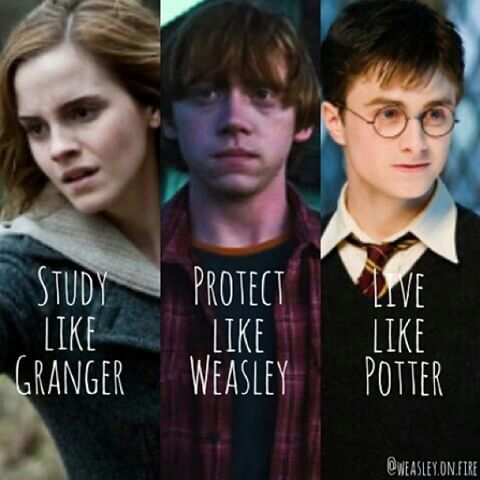 STUDY
LIKE
GRANGER
PROTECT
LIKE
WEASLEY
LIVE
LIKE
POTTER
@WEASLEY.ON.FIRE